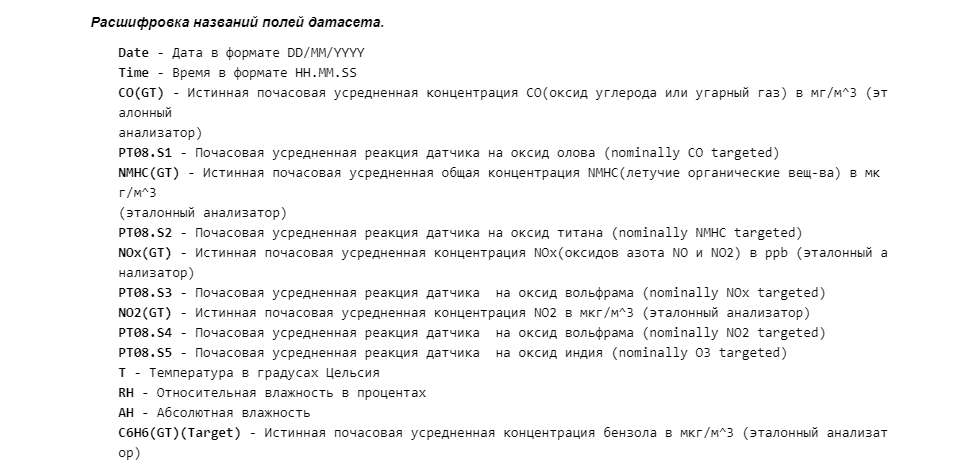 Расшифровка названий полей датасета.
Date - Дата в формате DD/MM/YYYY
Time - Время в формате HH.MM.SS
CO(GT) - Истинная почасовая усредненная концентрация CO(оксид углерода или угарный газ) в мг/м^3 (эт
алонный
анализатор)
PT08.S1 - Почасовая усредненная реакция датчика на оксид олова (nominally CO targeted)
NMHC(GT) - Истинная почасовая усредненная общая концентрация NMHC(летучие органические вещ-ва) в мк
г/м^3
(эталонный анализатор)
PT08.S2 - Почасовая усредненная реакция датчика на оксид титана (nominally NMHC targeted)
NOx(GT) - Истинная почасовая усредненная концентрация NOx(оксидов азота NO и NO2) в ppb (эталонный а
нализатор)
PT08.S3 - Почасовая усредненная реакция датчика  на оксид вольфрама (nominally NOx targeted)
NO2(GT) - Истинная почасовая усредненная концентрация NO2 в мкг/м^3 (эталонный анализатор)
PT08.S4 - Почасовая усредненная реакция датчика  на оксид вольфрама (nominally NO2 targeted)
PT08.S5 - Почасовая усредненная реакция датчика  на оксид индия (nominally O3 targeted)
T - Температура в градусах Цельсия
RH - Относительная влажность в процентах
AH - Абсолютная влажность
C6H6(GT)(Target) - Истинная почасовая усредненная концентрация бензола в мкг/м^3 (эталонный анализат
ор)